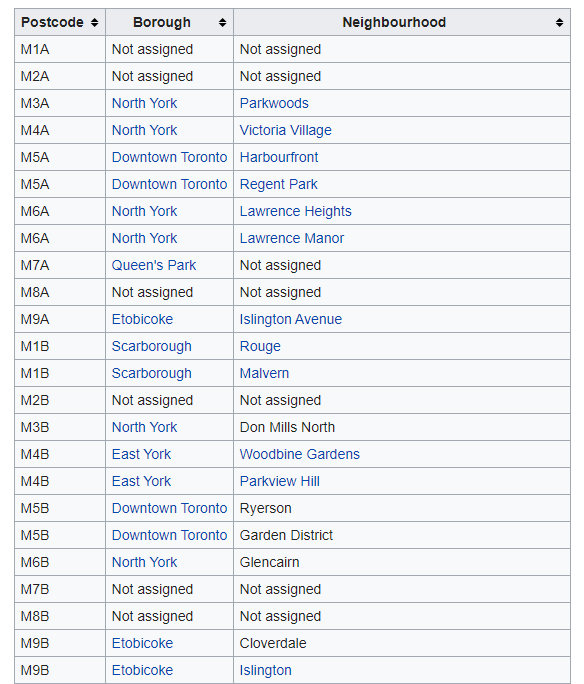 Postcode Borough Neighbourhood
M1A Not assigned Not assigned
M2A Not assigned Not assigned
M3A North York Parkwoods
M4A North York Victoria Village
M5A Downtown Toronto Harbourfront
M5A Downtown Toronto Regent Park
M6A North York Lawrence Heights
M6A North York Lawrence Manor
M7A Queen's Park Not assigned
M8A Not assigned Not assigned
M9A Etobicoke Islington Avenue
M1B Scarborough Rouge
M1B Scarborough Malvern
M2B Not assigned Not assigned
M3B North York Don Mills North
M4B East York Woodbine Gardens
M4B East York Parkview Hill
M5B Downtown Toronto Ryerson
M5B Downtown Toronto Garden District
M6B North York Glencairn
M7B Not assigned Not assigned
M8B Not assigned Not assigned
M9B Etobicoke Cloverdale
M9B Etobicoke Islington